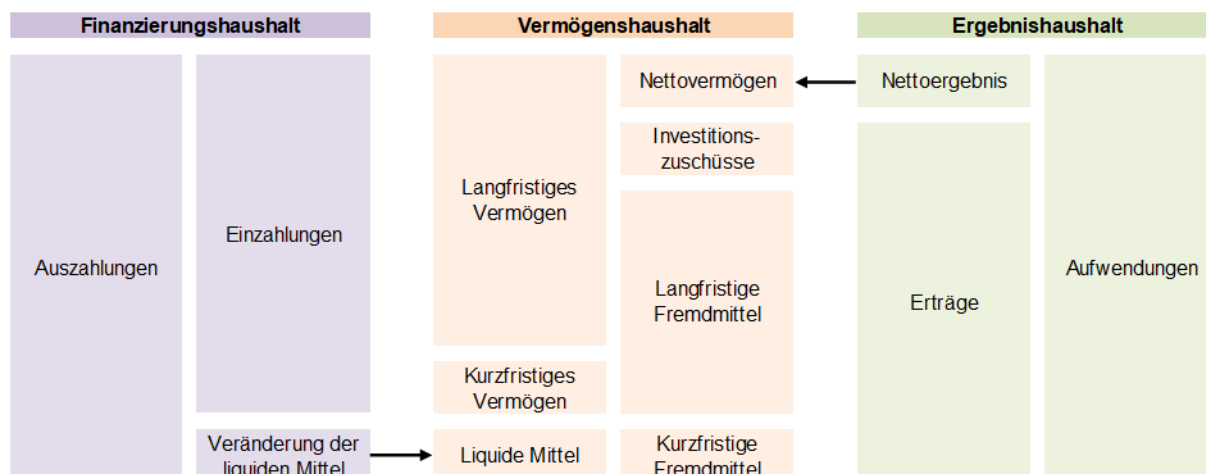 Finanzierungshaushalt
Auszahlungen
Einzahlungen
Veränderung der
liquiden Mittel
Vermögenshaushalt
Langfristiges
Vermögen
Kurzfristiges
Vermögen
Liquide Mittel
Nettovermögen
Investitions-
zuschüsse
Langfristige
Fremdmittel
Kurzfristige
Fremdmittel
Ergebnishaushalt
Nettoergebnis
Erträge
Aufwendungen